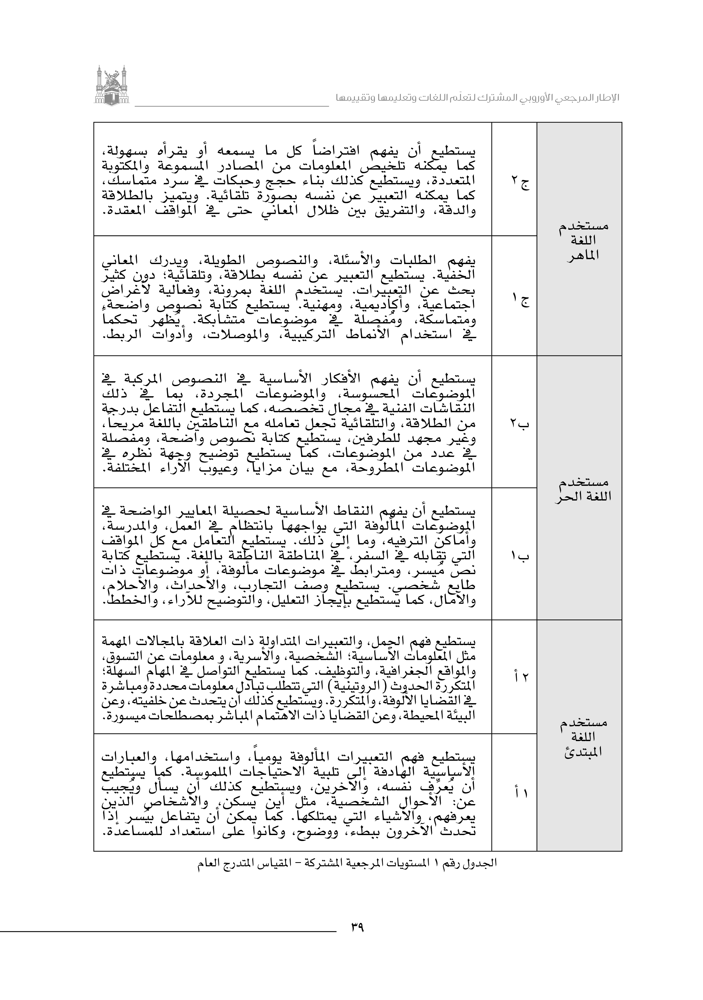 الإطار المرجعي الأوروبي المشترك لتعلّم اللغات وتعليمها وتقييمها
مستخدم
اللغة
الماهر
ج ٢
يستطيع أن يفهم افتراضاً كل ما يسمعه أو يقرأه بسهولة،
كما يمكنه تلخيص المعلومات من المصادر المسموعة والمكتوبة
المتعددة، ويستطيع كذلك بناء حجج وحبكات في سرد متماسك،
كما يمكنه التعبير عن نفسه بصورة تلقائية. ويتميز بالطلاقة
والدقة، والتفريق بين ظلال المعاني حتى في المواقف المعقدة.
ج ١
يفهم الطلبات والأسئلة، والنصوص الطويلة، ويدرك المعاني
الخفية. يستطيع التعبير عن نفسه بطلاقة، وتلقائية؛ دون كثير
بحث عن التعبيرات. يستخدم اللغة بمرونة، وفعالية لأغراض
اجتماعية، وأكاديمية، ومهنية. يستطيع كتابة نصوص واضحةٍ،
ومتماسكة، ومُفصلة في موضوعات متشابكة. يُظهر تحكما
في استخدام الأنماط التركيبية، والموصلات، وأدوات الربط.
مستخدم
اللغة الحر
ب٢
يستطيع أن يفهم الأفكار الأساسية في النصوص المركبة في
الموضوعات المحسوسة، والموضوعات المجردة، بما في ذلك
النقاشات الفنية في مجال تخصصه، كما يستطيع التفاعل بدرجة
من الطلاقة، والتلقائية تجعل تعامله مع الناطقين باللغة مريحاً،
وغير مجهد للطرفين، يستطيع كتابة نصوص واضحة، ومفصلة
في عدد من الموضوعات، كما يستطيع توضيح وجهة نظره في
الموضوعات المطروحة، مع بيان مزايا، وعيوب الآراء المختلفة.
ب١
يستطيع أن يفهم النقاط الأساسية لحصيلة المعايير الواضحة في
الموضوعات المألوفة التي يواجهها بانتظام في العمل، والمدرسة،
وأماكن الترفيه، وما إلى ذلك. يستطيع التعامل مع كل المواقف
التي تقابله في السفر، في المناطقة الناطقة باللغة. يستطيع كتابة
نص مُيسر، ومترابط في موضوعات مألوفة، أو موضوعات ذات
طابع شخصي. يستطيع وصف التجارب، والأحداث، والأحلام،
والآمال، كما يستطيع بإيجاز التعليل، والتوضيح للآراء، والخطط.
مستخدم
اللغة
المبتدئ
أ ٢
يستطيع فهم الجمل، والتعبيرات المتداولة ذات العلاقة بالمجالات المهمة
مثل المعلومات الأساسية؛ الشخصية، والأسرية، و معلومات عن التسوق،
والمواقع الجغرافية، والتوظيف. كما يستطيع التواصل في المهام السهلة؛
المتكررة الحدوث (الروتينية) التي تتطلب تبادل معلومات محددة ومباشرة
في القضايا الألوفة، والمتكررة. ويستطيع كذلك أن يتحدث عن خلفيته، وعن
البيئة المحيطة، وعن القضايا ذات الاهتمام المباشر بمصطلحات ميسورة.
أ ١
يستطيع فهم التعبيرات المألوفة يومياً، واستخدامها، والعبارات
الأساسية الهادفة إلى تلبية الاحتياجات الملموسة. كما يستطيع
أن يُعرِّف نفسه، والآخرين، ويستطيع كذلك أن يسأل ويُجيب
عن: الأحوال الشخصية، مثل أين يسكن، والأشخاص الذين
يعرفهم، والأشياء التي يمتلكها. كما يمكن أن يتفاعل بيُسر إذا
تحدث الآخرون ببطء، ووضوح، وكانوا على استعداد للمساعدة.
الجدول رقم ١ المستويات المرجعية المشتركة – المقياس المتدرج العام
٣٩